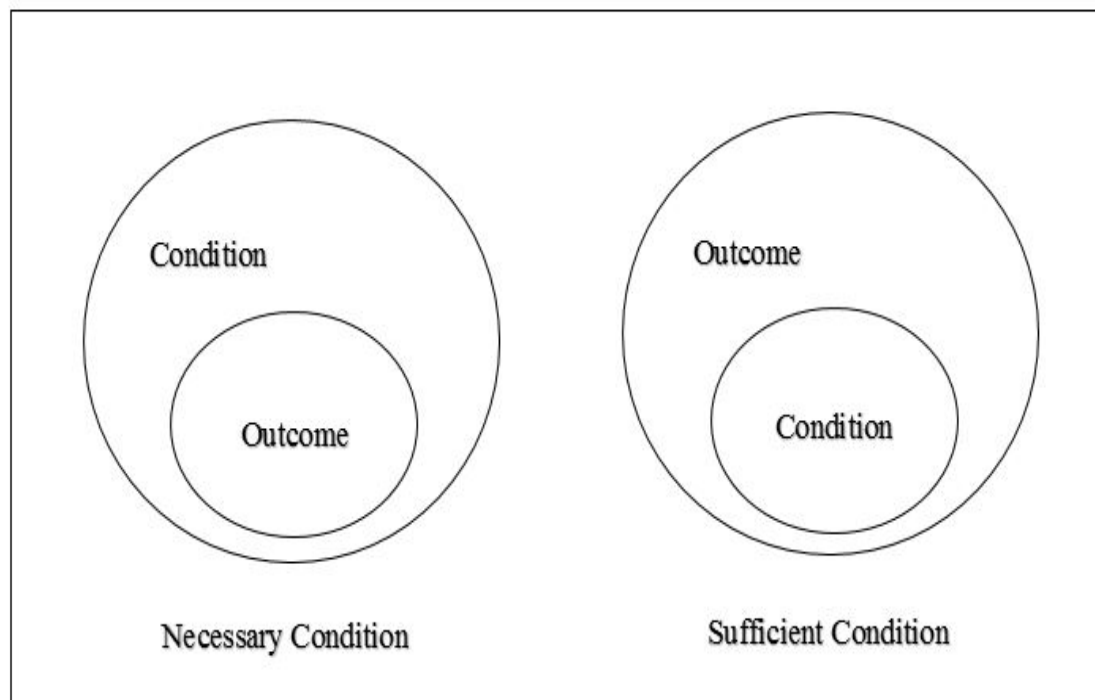 Condition
Outcome
Necessary Condition
Outcome
Condition
Sufficient Condition